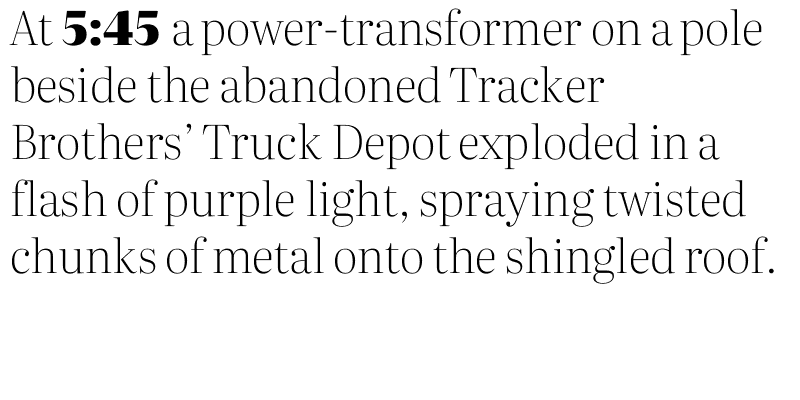 At 5:45 a power-transformer on a pole
beside the abandoned Tracker
Brothers’ Truck Depot exploded in a
flash of purple light, spraying twisted
chunks of metal onto the shingled roof.